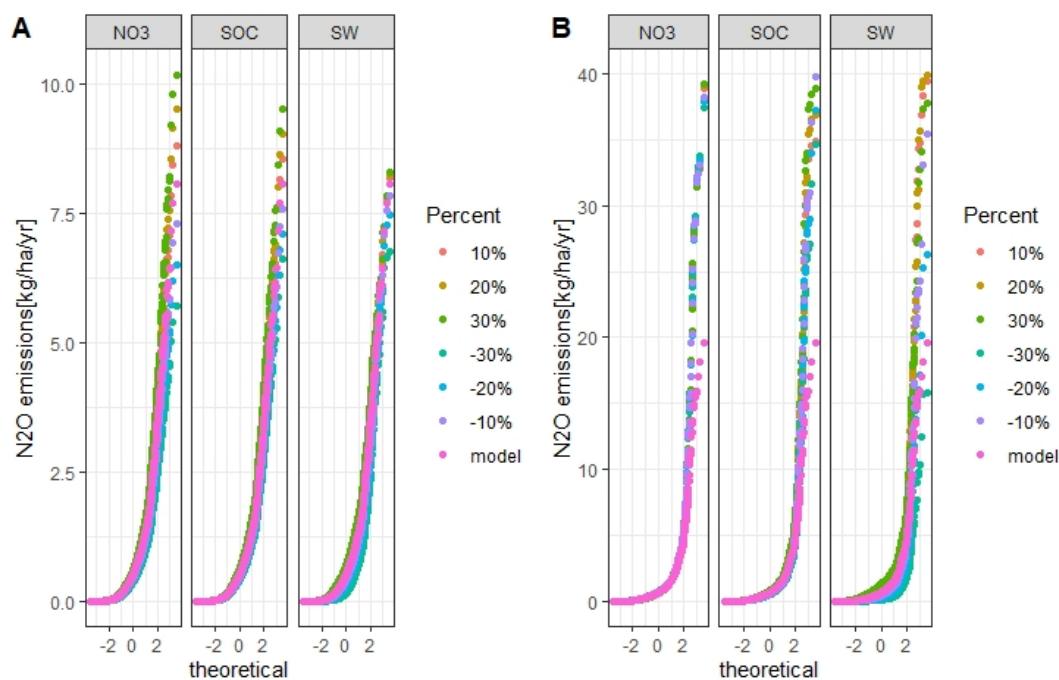 A
NO3 SOC SW
10.0
7.5
5.0
2.5
0.0
N2O emissions[kg/ha/yr]
-2 0 2 -2 0 2 -2 0 2
theoretical
Percent
10%
20%
30%
-30%
-20%
-10%
model
B
NO3 SOC SW
40
30
20
10
0
N2O emissions[kg/ha/yr]
-2 0 2 -2 0 2 -2 0 2
theoretical
Percent
10%
20%
30%
-30%
-20%
-10%
model